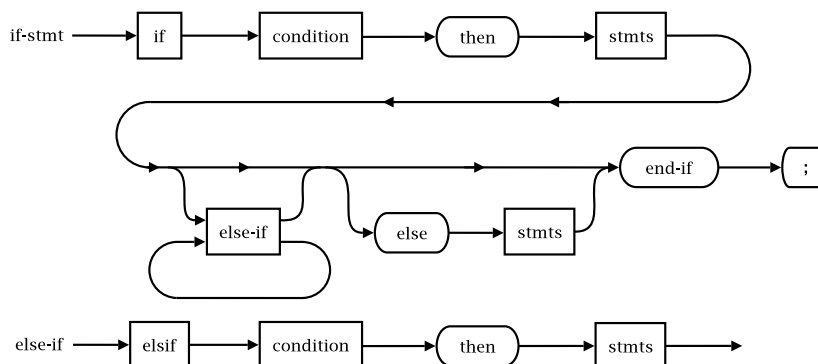 if-stmt if condition then stmts
end-if ;
else-if else stmts
else-if elsif condition then stmts